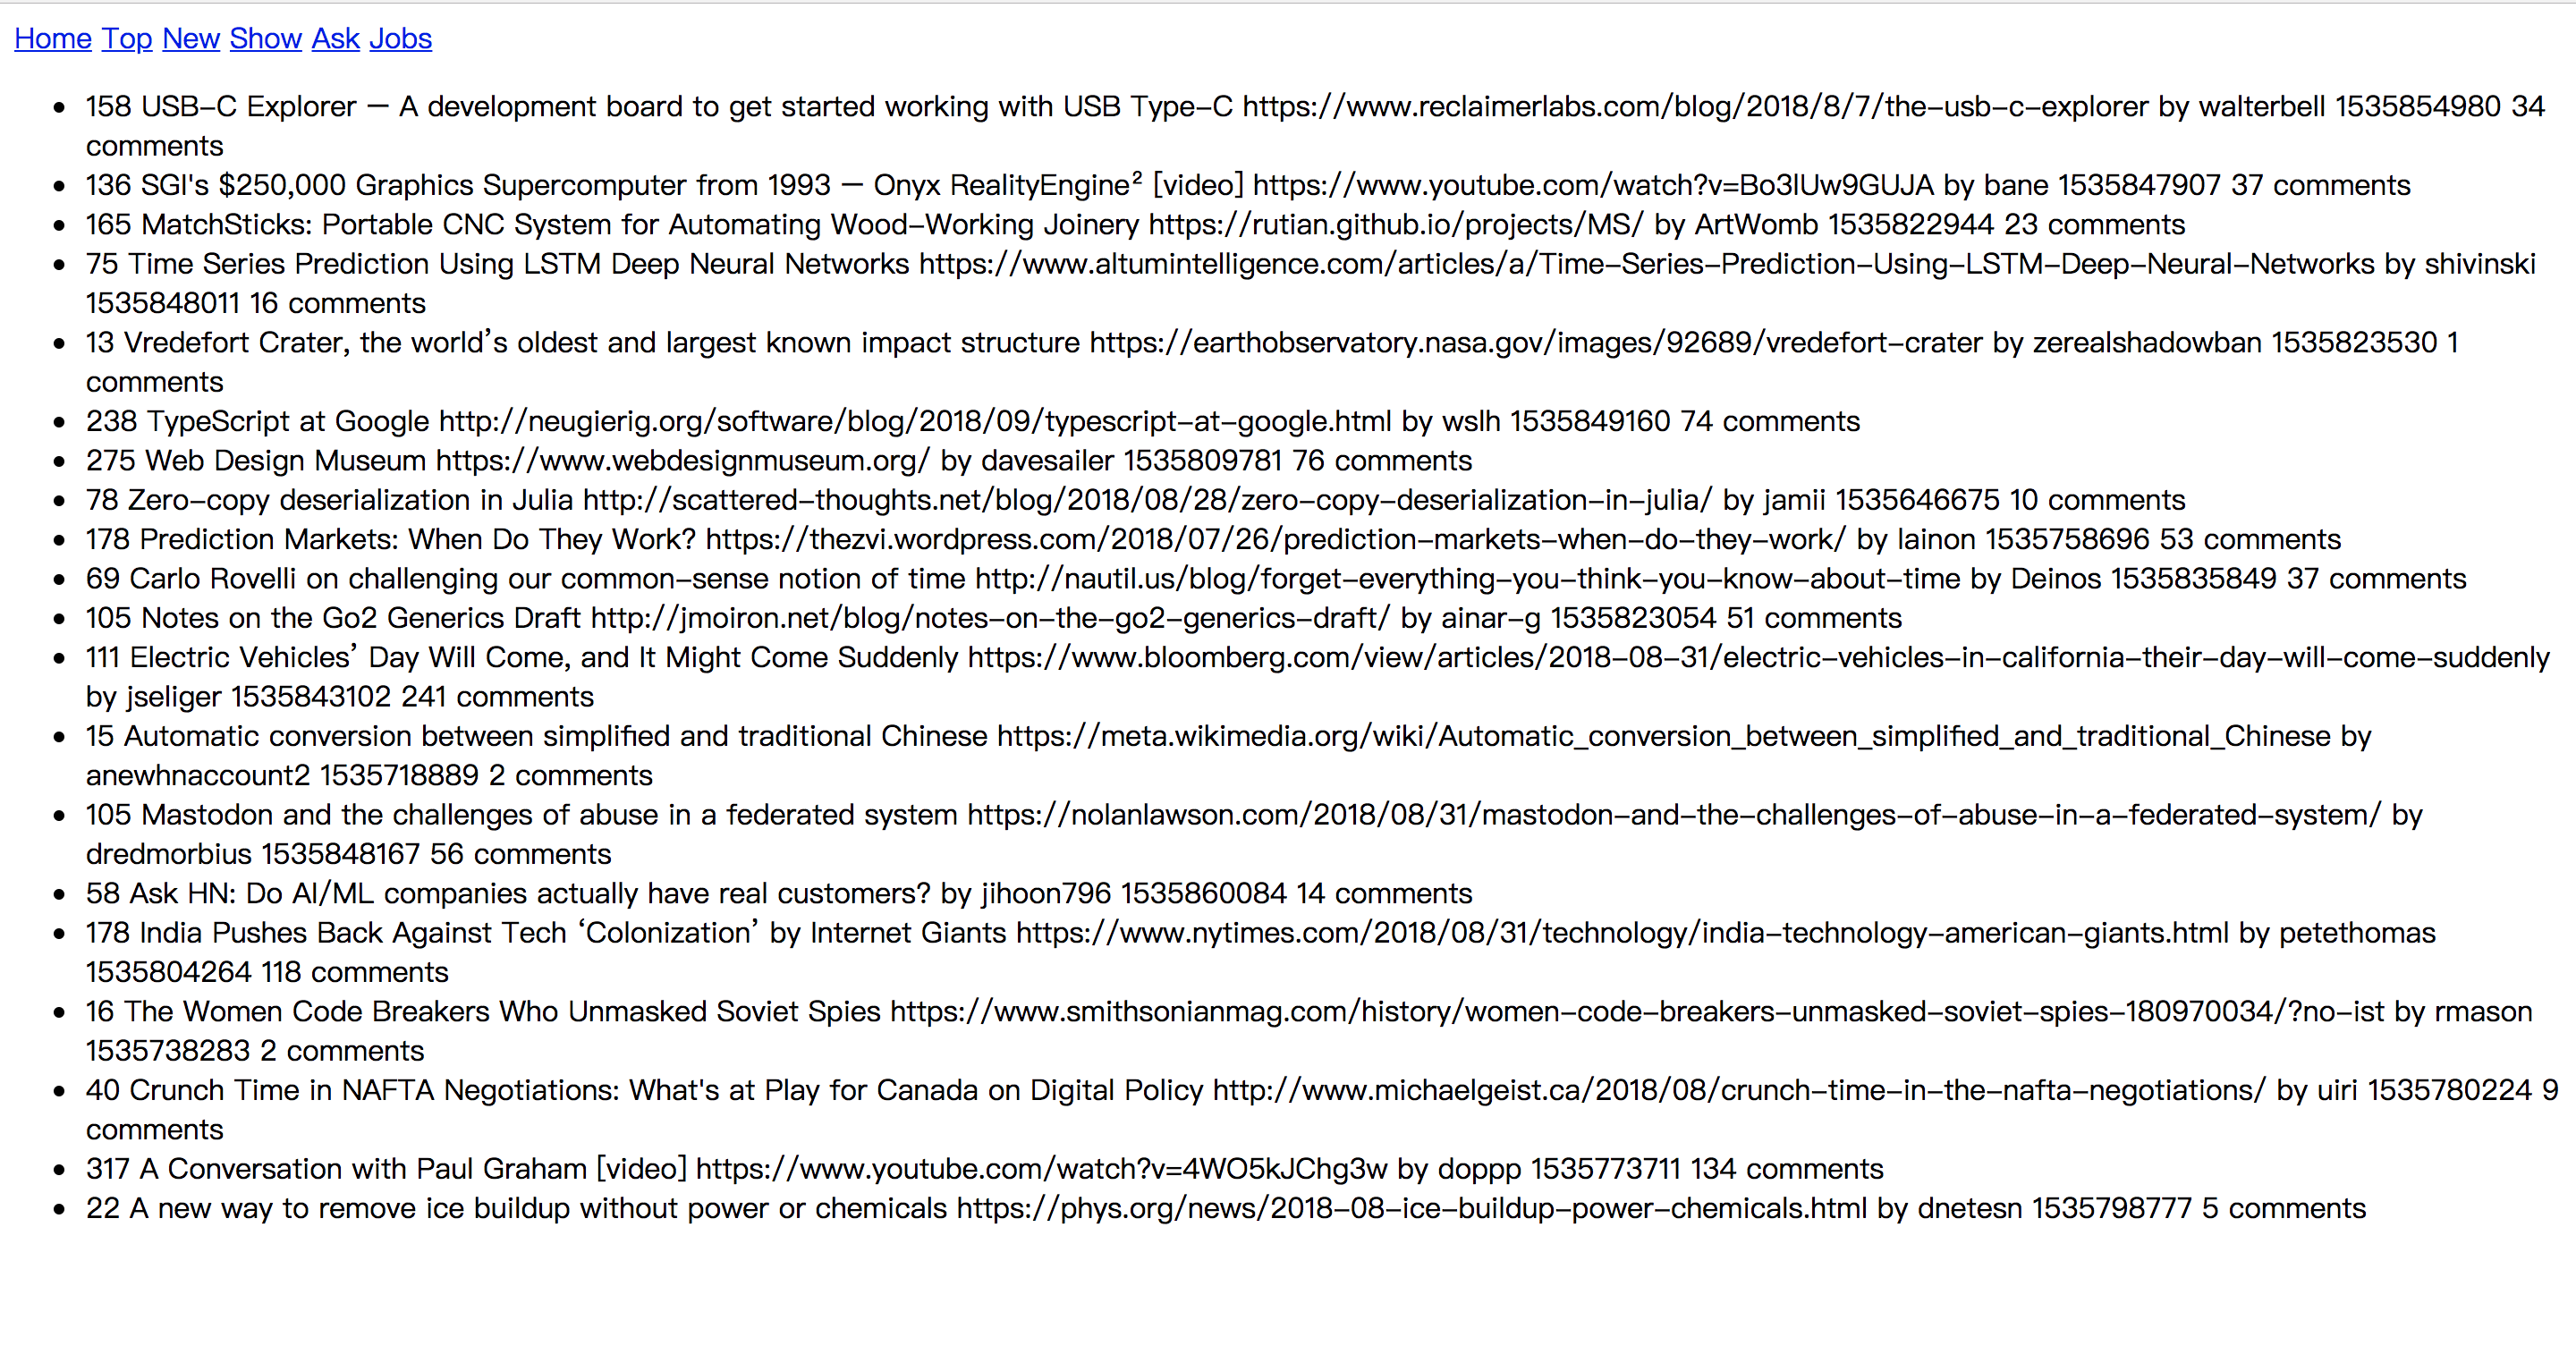 Home Top New Show Ask Jobs
158 USB-C Explorer – A development board to get started working with USB Type-C https://www.reclaimerlabs.com/blog/2018/8/7/the-usb-c-explorer by walterbell 1535854980 34
comments
136 SGI's $250,000 Graphics Supercomputer from 1993 – Onyx RealityEngine² [video] https://www.youtube.com/watch?v=Bo3lUw9GUJA by bane 1535847907 37 comments
165 MatchSticks: Portable CNC System for Automating Wood-Working Joinery https://rutian.github.io/projects/MS/ by ArtWomb 1535822944 23 comments
75 Time Series Prediction Using LSTM Deep Neural Networks https://www.altumintelligence.com/articles/a/Time-Series-Prediction-Using-LSTM-Deep-Neural-Networks by shivinski
1535848011 16 comments
13 Vredefort Crater, the world’s oldest and largest known impact structure https://earthobservatory.nasa.gov/images/92689/vredefort-crater by zerealshadowban 1535823530 1
comments
238 TypeScript at Google http://neugierig.org/software/blog/2018/09/typescript-at-google.html by wslh 1535849160 74 comments
275 Web Design Museum https://www.webdesignmuseum.org/ by davesailer 1535809781 76 comments
78 Zero-copy deserialization in Julia http://scattered-thoughts.net/blog/2018/08/28/zero-copy-deserialization-in-julia/ by jamii 1535646675 10 comments
178 Prediction Markets: When Do They Work? https://thezvi.wordpress.com/2018/07/26/prediction-markets-when-do-they-work/ by lainon 1535758696 53 comments
69 Carlo Rovelli on challenging our common-sense notion of time http://nautil.us/blog/forget-everything-you-think-you-know-about-time by Deinos 1535835849 37 comments
105 Notes on the Go2 Generics Draft http://jmoiron.net/blog/notes-on-the-go2-generics-draft/ by ainar-g 1535823054 51 comments
111 Electric Vehicles’ Day Will Come, and It Might Come Suddenly https://www.bloomberg.com/view/articles/2018-08-31/electric-vehicles-in-california-their-day-will-come-suddenly
by jseliger 1535843102 241 comments
15 Automatic conversion between simplified and traditional Chinese https://meta.wikimedia.org/wiki/Automatic_conversion_between_simplified_and_traditional_Chinese by
anewhnaccount2 1535718889 2 comments
105 Mastodon and the challenges of abuse in a federated system https://nolanlawson.com/2018/08/31/mastodon-and-the-challenges-of-abuse-in-a-federated-system/ by
dredmorbius 1535848167 56 comments
58 Ask HN: Do AI/ML companies actually have real customers? by jihoon796 1535860084 14 comments
178 India Pushes Back Against Tech ‘Colonization’ by Internet Giants https://www.nytimes.com/2018/08/31/technology/india-technology-american-giants.html by petethomas
1535804264 118 comments
16 The Women Code Breakers Who Unmasked Soviet Spies https://www.smithsonianmag.com/history/women-code-breakers-unmasked-soviet-spies-180970034/?no-ist by rmason
1535738283 2 comments
40 Crunch Time in NAFTA Negotiations: What's at Play for Canada on Digital Policy http://www.michaelgeist.ca/2018/08/crunch-time-in-the-nafta-negotiations/ by uiri 1535780224 9
comments
317 A Conversation with Paul Graham [video] https://www.youtube.com/watch?v=4WO5kJChg3w by doppp 1535773711 134 comments
22 A new way to remove ice buildup without power or chemicals https://phys.org/news/2018-08-ice-buildup-power-chemicals.html by dnetesn 1535798777 5 comments